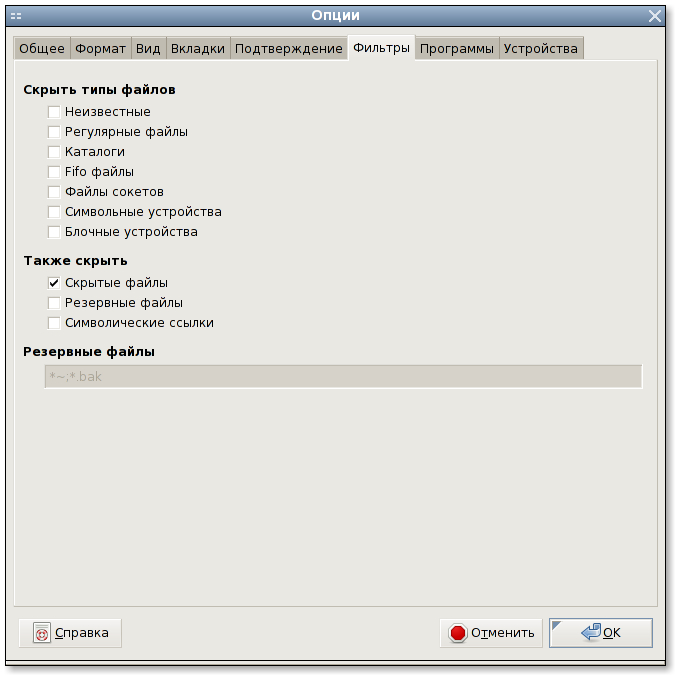 Опции
Общее Формат Вид Вкладки Подтверждение Фильтры Программы Устройства
Скрыть типы файлов
Неизвестные
Регулярные файлы
Каталоги
Fifo файлы
Файлы сокетов
Символьные устройства
Блочные устройства
Также скрыть
Скрытые файлы
Резервные файлы
Символические ссылки
Резервные файлы
*~,*.bak
Справка Отменить OK